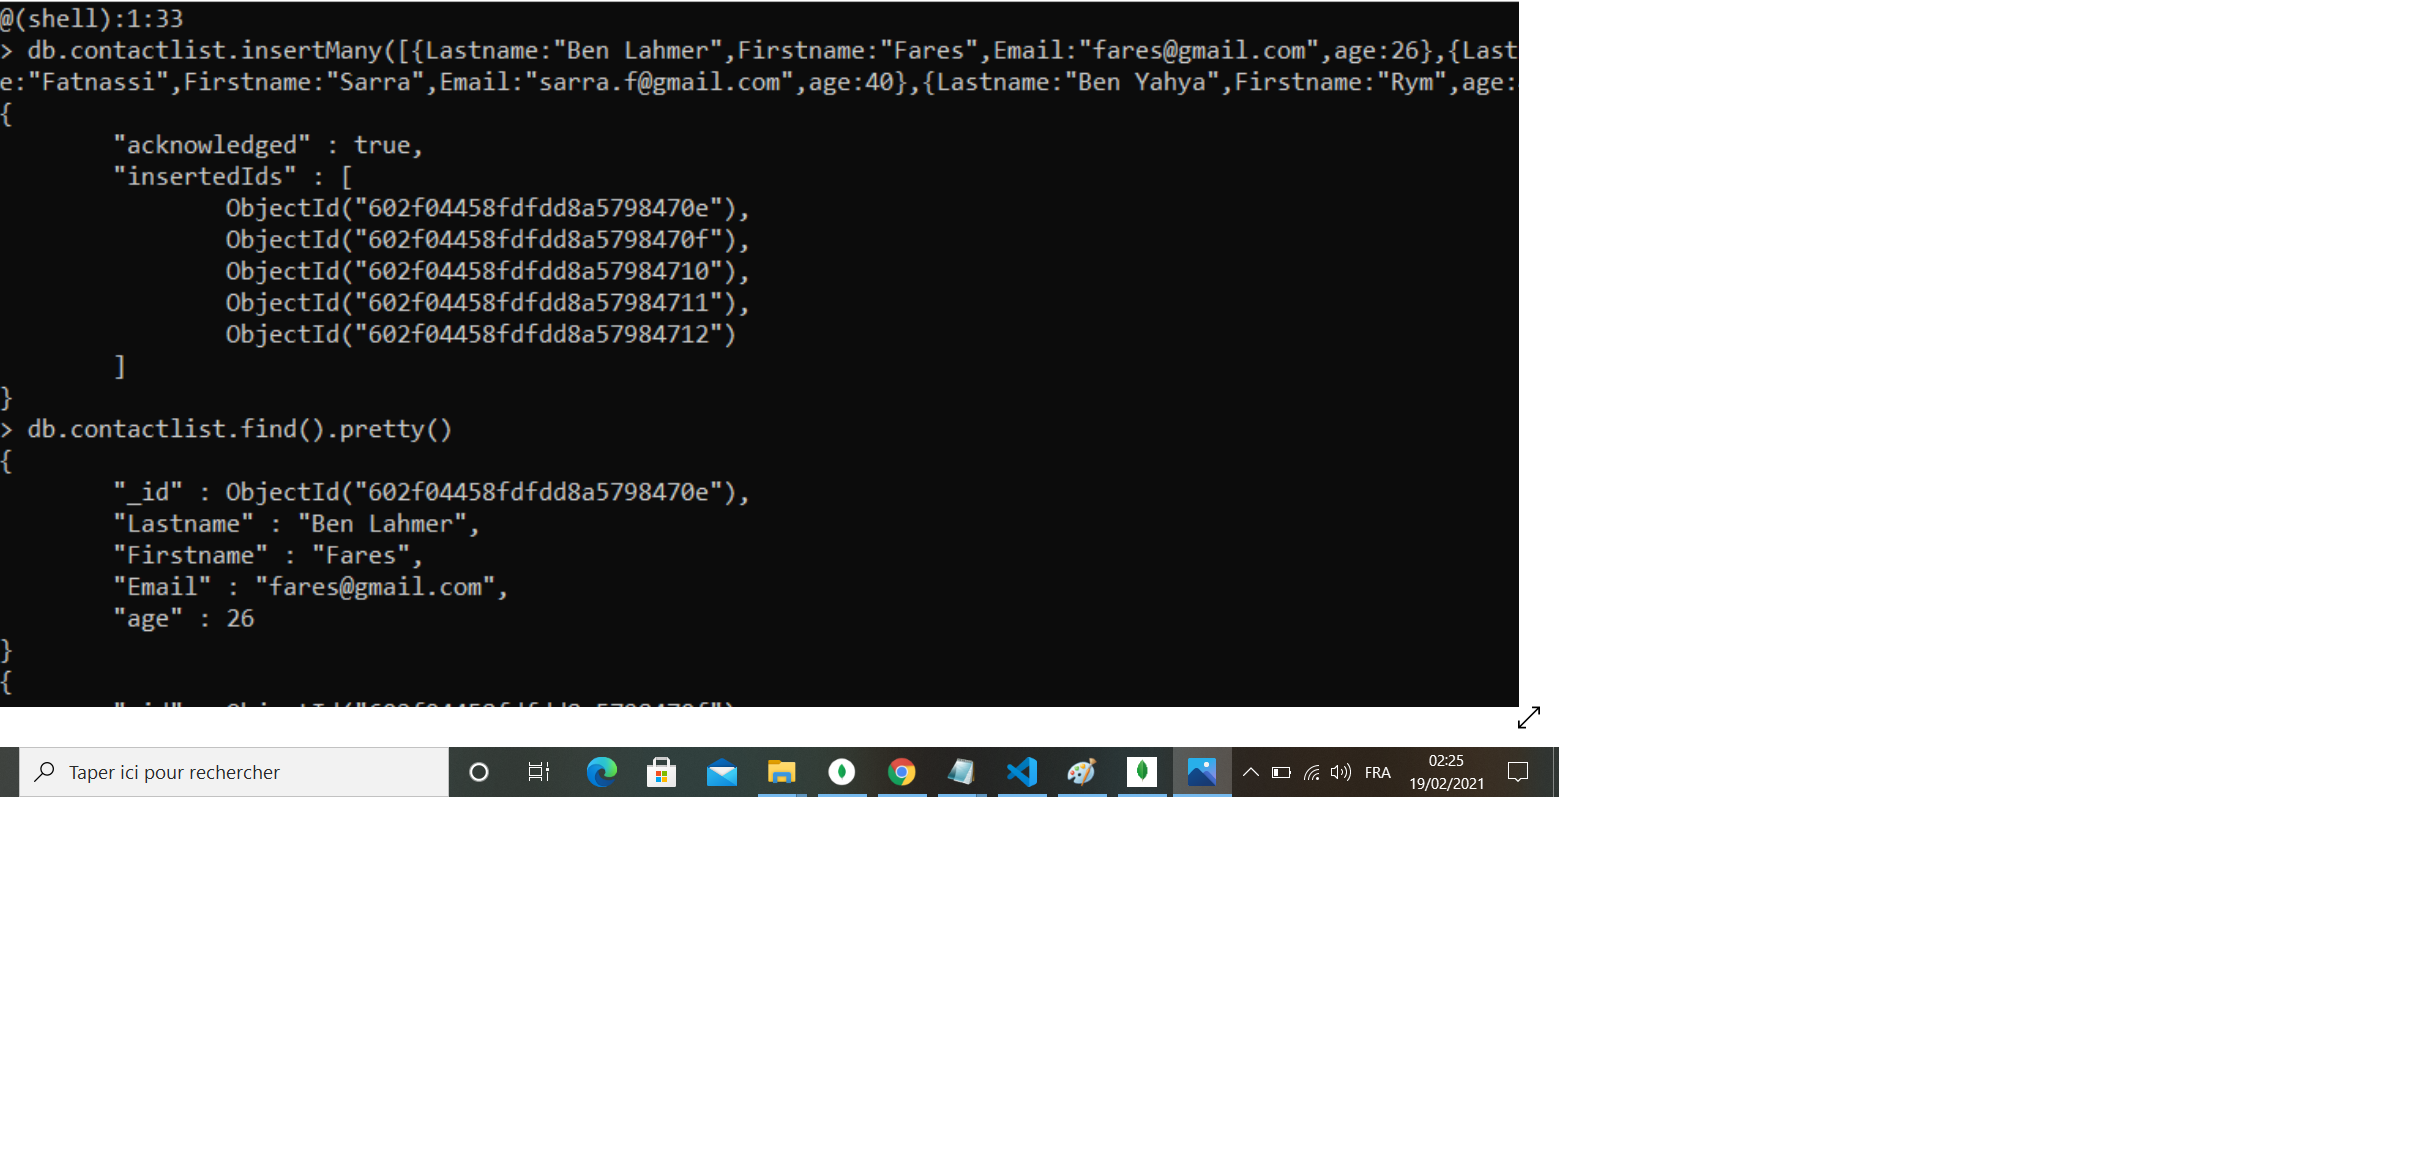 @(shell):1:33
> db.contactlist.insertMany([{Lastname:"Ben Lahmer",Firstname:"Fares",Email:"fares@gmail.com",age:26},{Last
e:"Fatnassi",Firstname:"Sarra",Email:"sarra.f@gmail.com",age:40},{Lastname:"Ben Yahya",Firstname:"Rym",age:
{
"acknowledged" : true,
"insertedIds" : [
ObjectId("602f04458fdfdd8a5798470e"),
ObjectId("602f04458fdfdd8a5798470f"),
ObjectId("602f04458fdfdd8a57984710"),
ObjectId("602f04458fdfdd8a57984711"),
ObjectId("602f04458fdfdd8a57984712")
]
}
> db.contactlist.find().pretty()
{
"_id" : ObjectId("602f04458fdfdd8a5798470e"),
"Lastname" : "Ben Lahmer",
"Firstname" : "Fares",
"Email" : "fares@gmail.com",
"age" : 26
}
{
Taper ici pour rechercher
FRA
02:25
19/02/2021